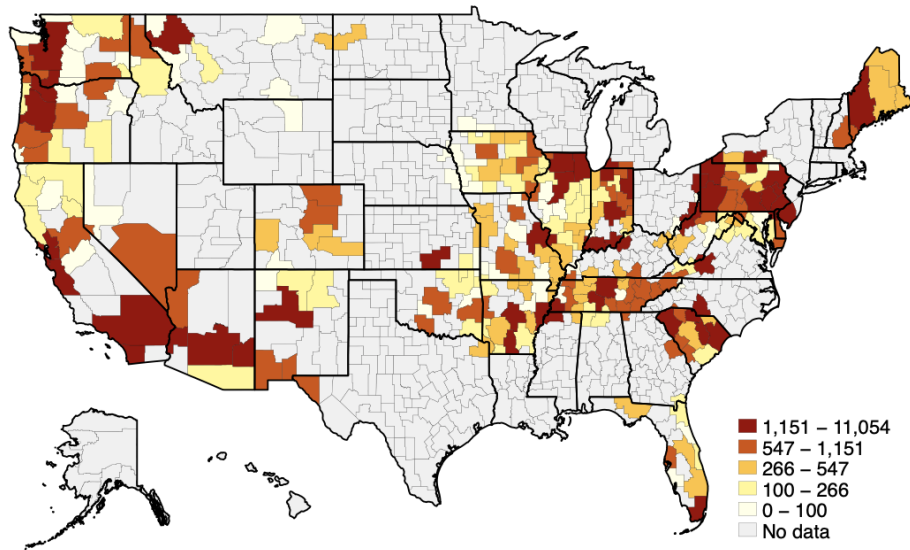 1,151 – 11,054
547 – 1,151
266 – 547
100 – 266
0 – 100
No data